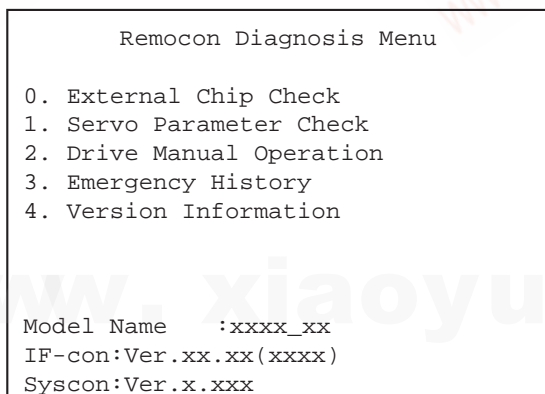 Remocon Diagnosis Menu
0. External Chip Check
1. Servo Parameter Check
2. Drive Manual Operation
3. Emergency History
4. Version Information
Model Name :xxxx_xx
IF-con:Ver.xx.xx(xxxx)
Syscon:Ver.x.xxx